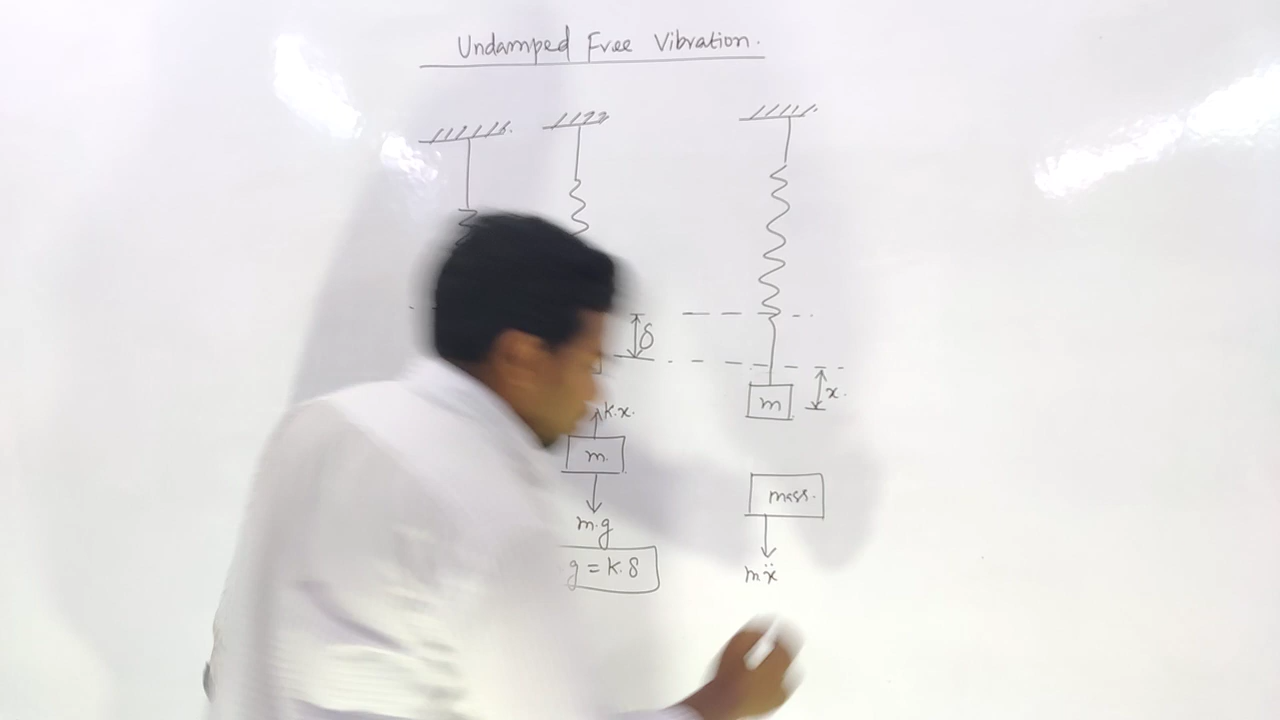 Undamped Free Vibration.
δ
m
x.
k.x.
m.
m.g
g = k.δ
mass.
mẍ